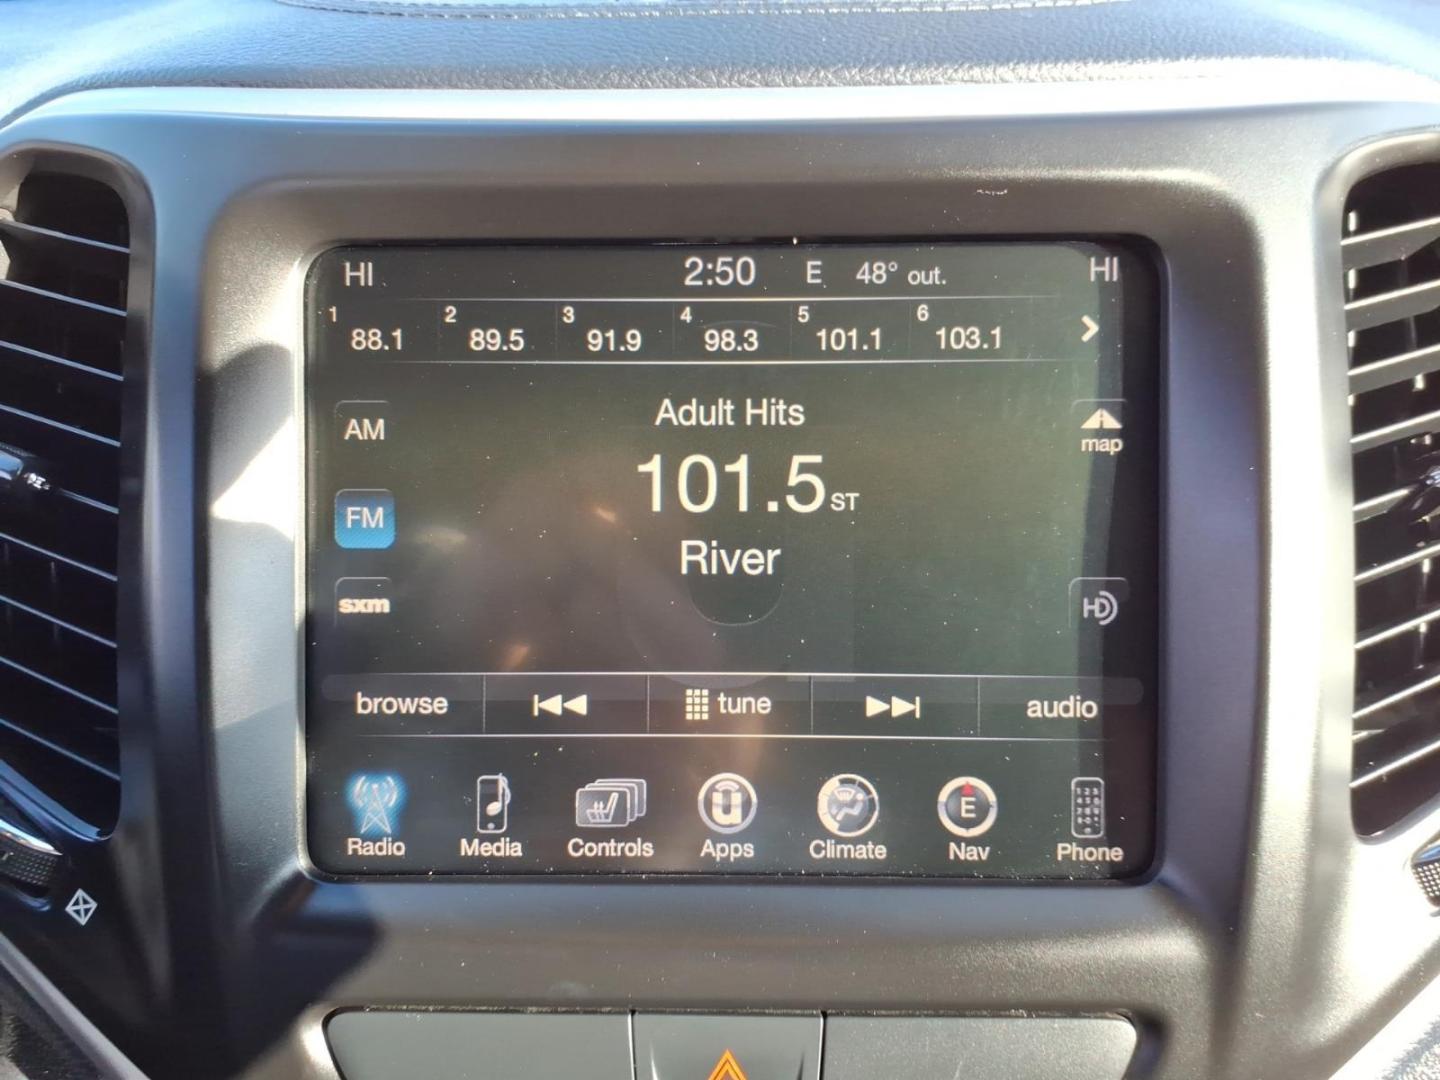 HI 2:50 E 48° out. HI
1 88.1 2 89.5 3 91.9 4 98.3 5 101.1 6 103.1
Adult Hits
AM
map
101.5 ST
FM
River
sxm
HD
browse tune audio
E
Radio Media Controls Apps Climate Nav Phone